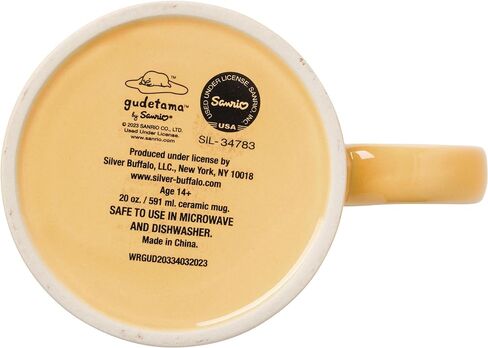 gudetama™
by Sanrio®
© 2023 SANRIO CO., LTD.
Used Under License.
www.sanrio.com
USED UNDER LICENSE. SANRIO, INC.
Sanrio
USA
SIL-34783
Produced under license by
Silver Buffalo, LLC., New York, NY 10018
www.silver-buffalo.com
Age 14+
20 oz. / 591 ml. ceramic mug.
SAFE TO USE IN MICROWAVE
AND DISHWASHER.
Made in China.
WRGUD20334032023